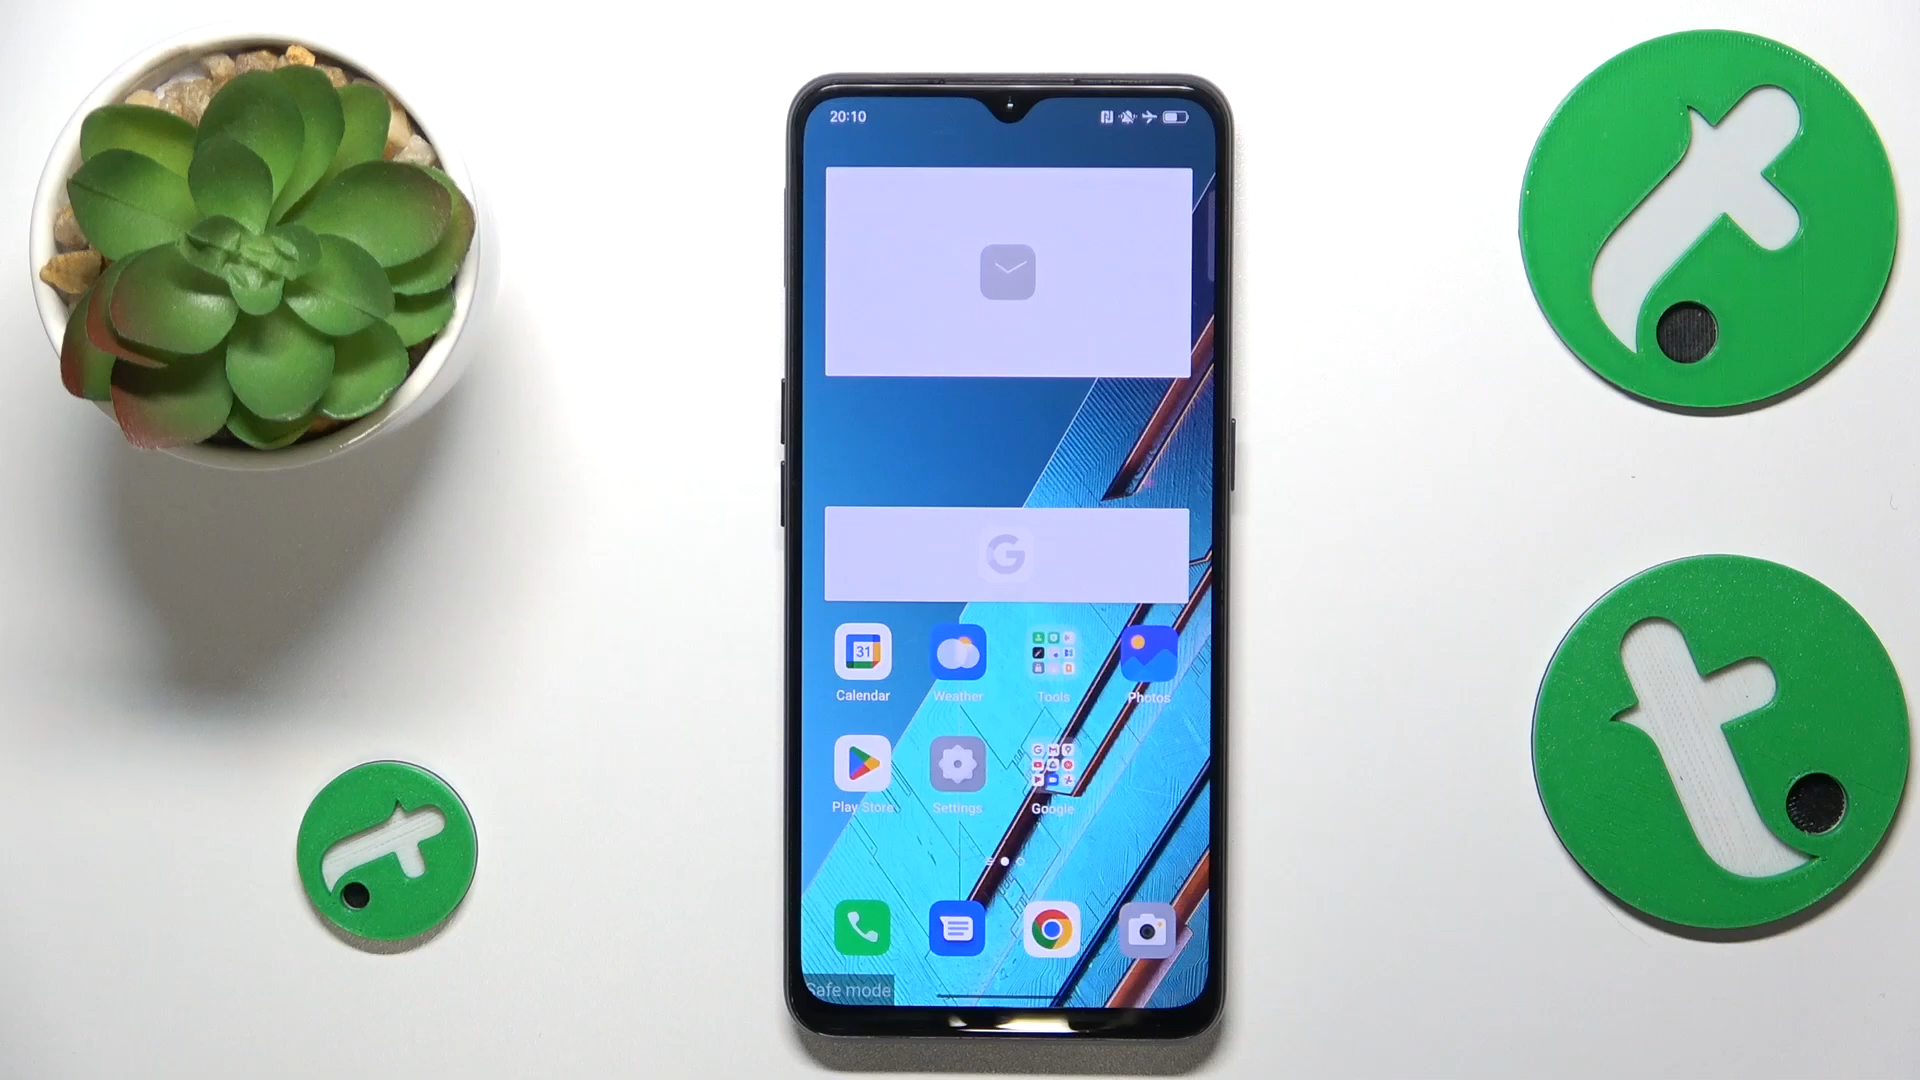 20:10
G
31
Calendar
Weather
Tools
Photos
Play Store
Settings
Google
Safe mode